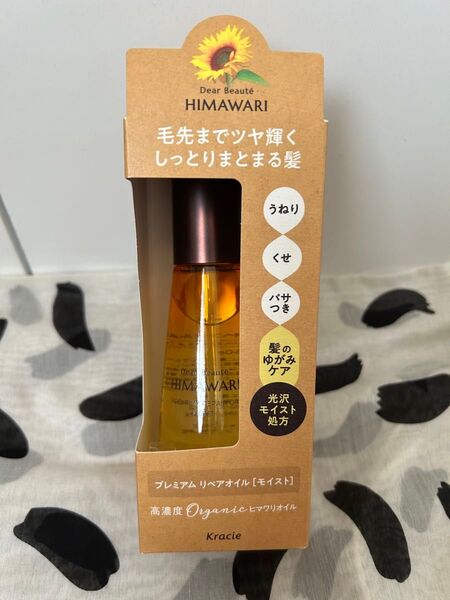 Dear Beauté
HIMAWARI
毛先までツヤ輝く
しっとりまとまる髪
うねり
くせ
パサ
つき
髪の
ゆがみ
ケア
光沢
モイスト
処方
Dear Beauté
HIMAWARI
プレミアム リペアオイル［モイスト］
高濃度 Organic ヒマワリオイル
Kracie